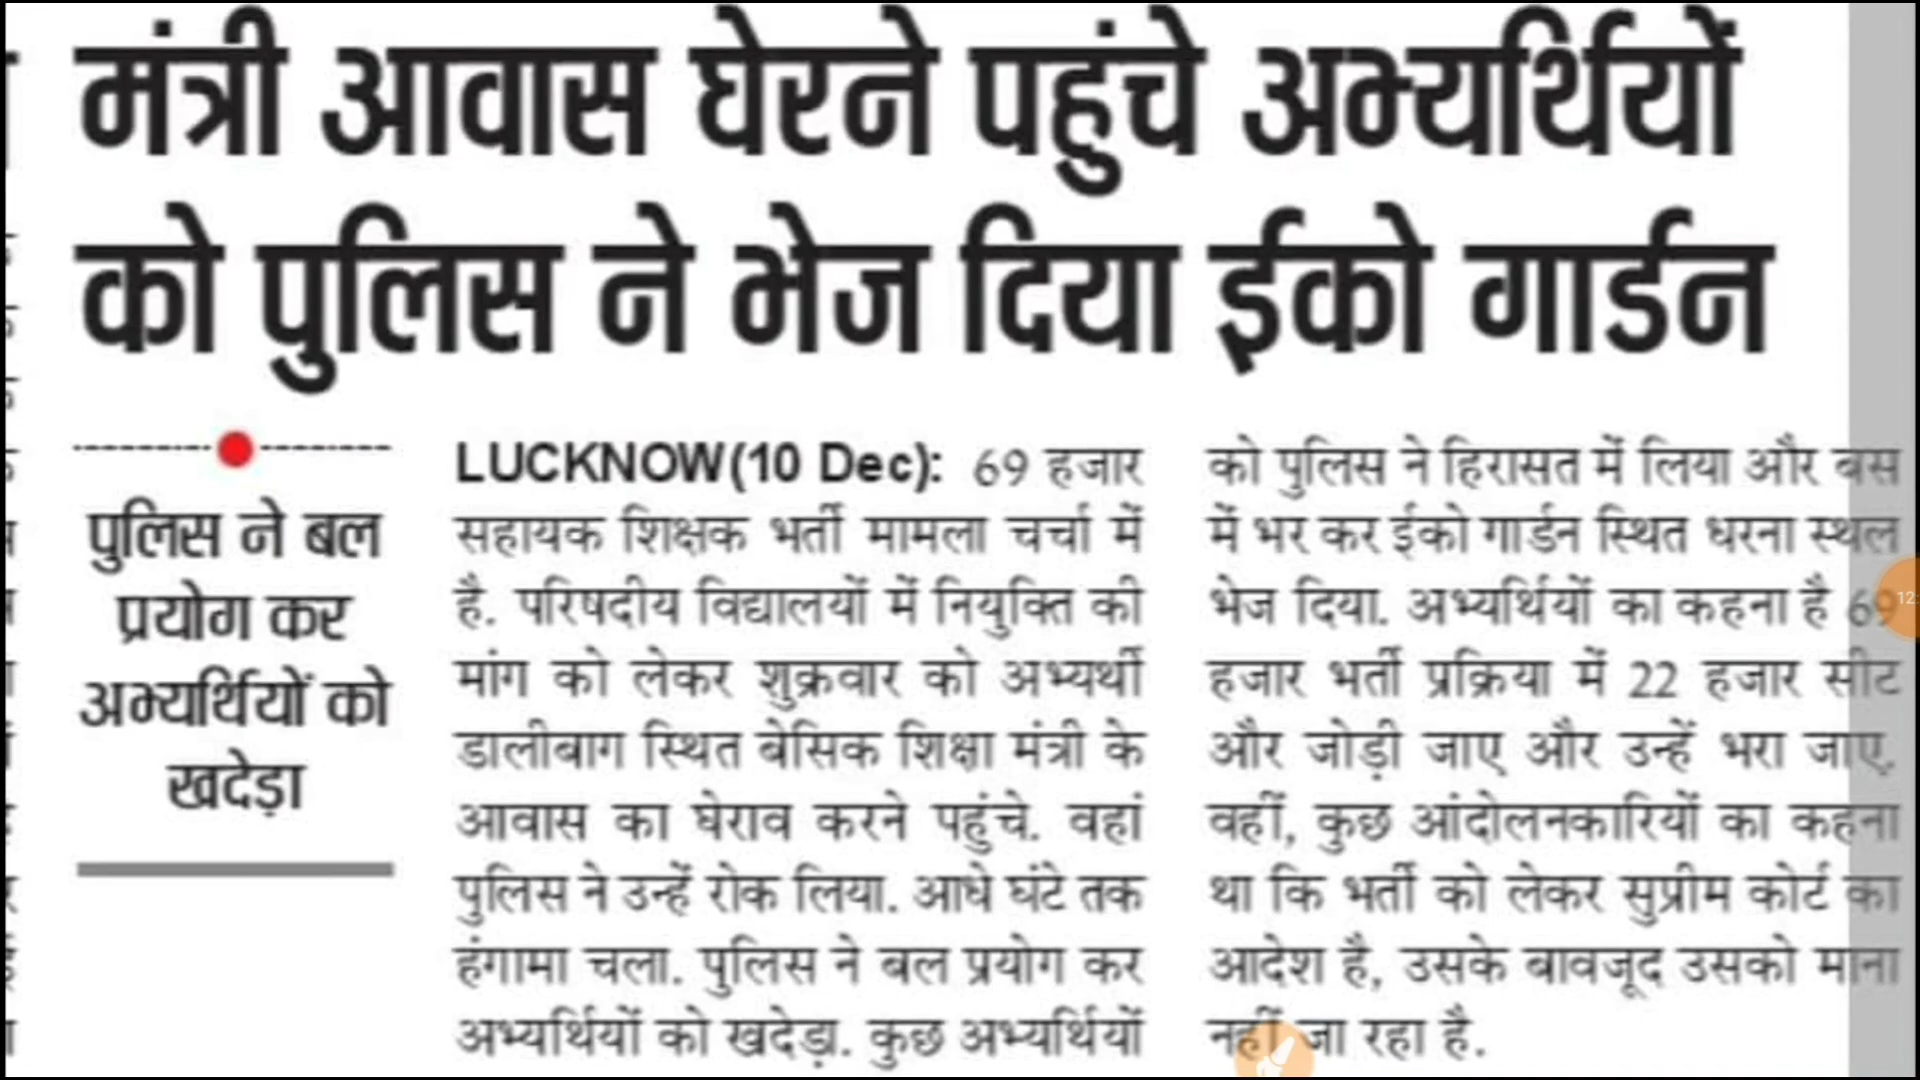 मंत्री आवास घेरने पहुंचे अभ्यर्थियों
को पुलिस ने भेज दिया ईको गार्डन
पुलिस ने बल
प्रयोग कर
अभ्यर्थियों को
खदेड़ा
LUCKNOW(10 Dec): 69 हजार
सहायक शिक्षक भर्ती मामला चर्चा में
है. परिषदीय विद्यालयों में नियुक्ति की
मांग को लेकर शुक्रवार को अभ्यर्थी
डालीबाग स्थित बेसिक शिक्षा मंत्री के
आवास का घेराव करने पहुंचे. वहां
पुलिस ने उन्हें रोक लिया. आधे घंटे तक
हंगामा चला. पुलिस ने बल प्रयोग कर
अभ्यर्थियों को खदेड़ा. कुछ अभ्यर्थियों
को पुलिस ने हिरासत में लिया और बस
में भर कर ईको गार्डन स्थित धरना स्थल
भेज दिया. अभ्यर्थियों का कहना है 69
हजार भर्ती प्रक्रिया में 22 हजार सीट
और जोड़ी जाए और उन्हें भरा जाए.
वहीं, कुछ आंदोलनकारियों का कहना
था कि भर्ती को लेकर सुप्रीम कोर्ट का
आदेश है, उसके बावजूद उसको माना
नहीं जा रहा है.